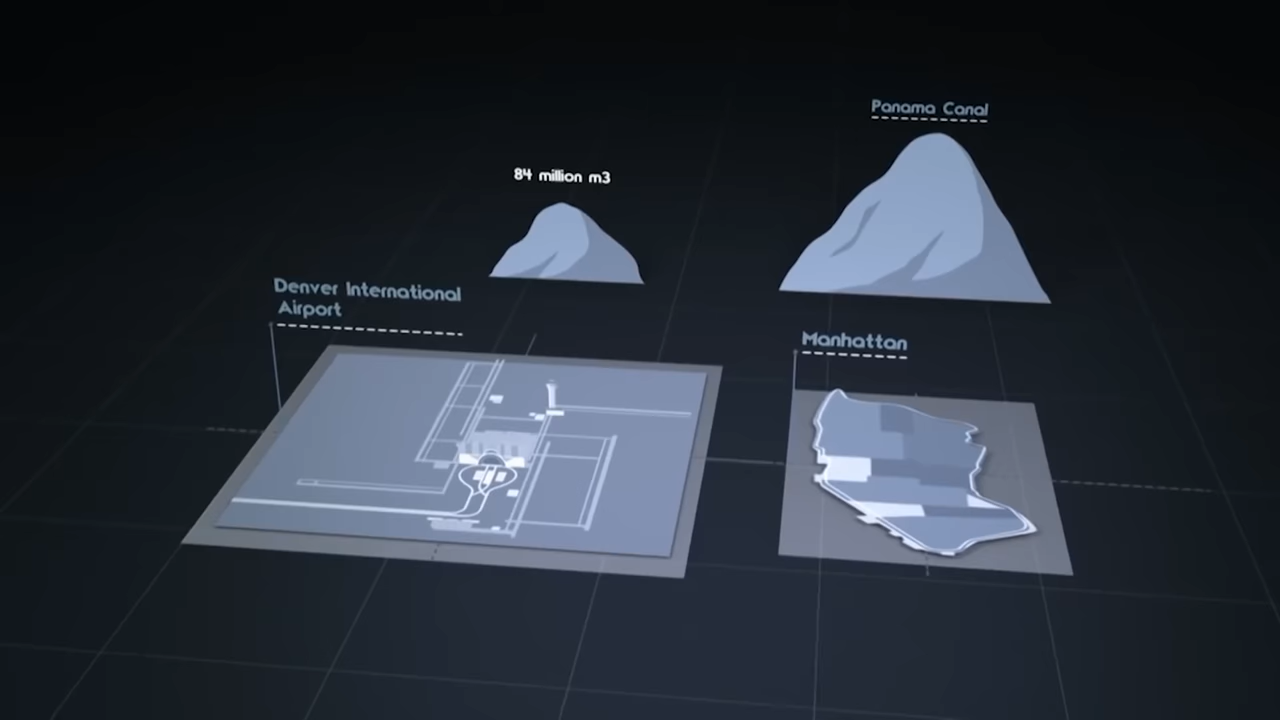 Panama Canal
84 million m3
Denver International
Airport
Manhattan